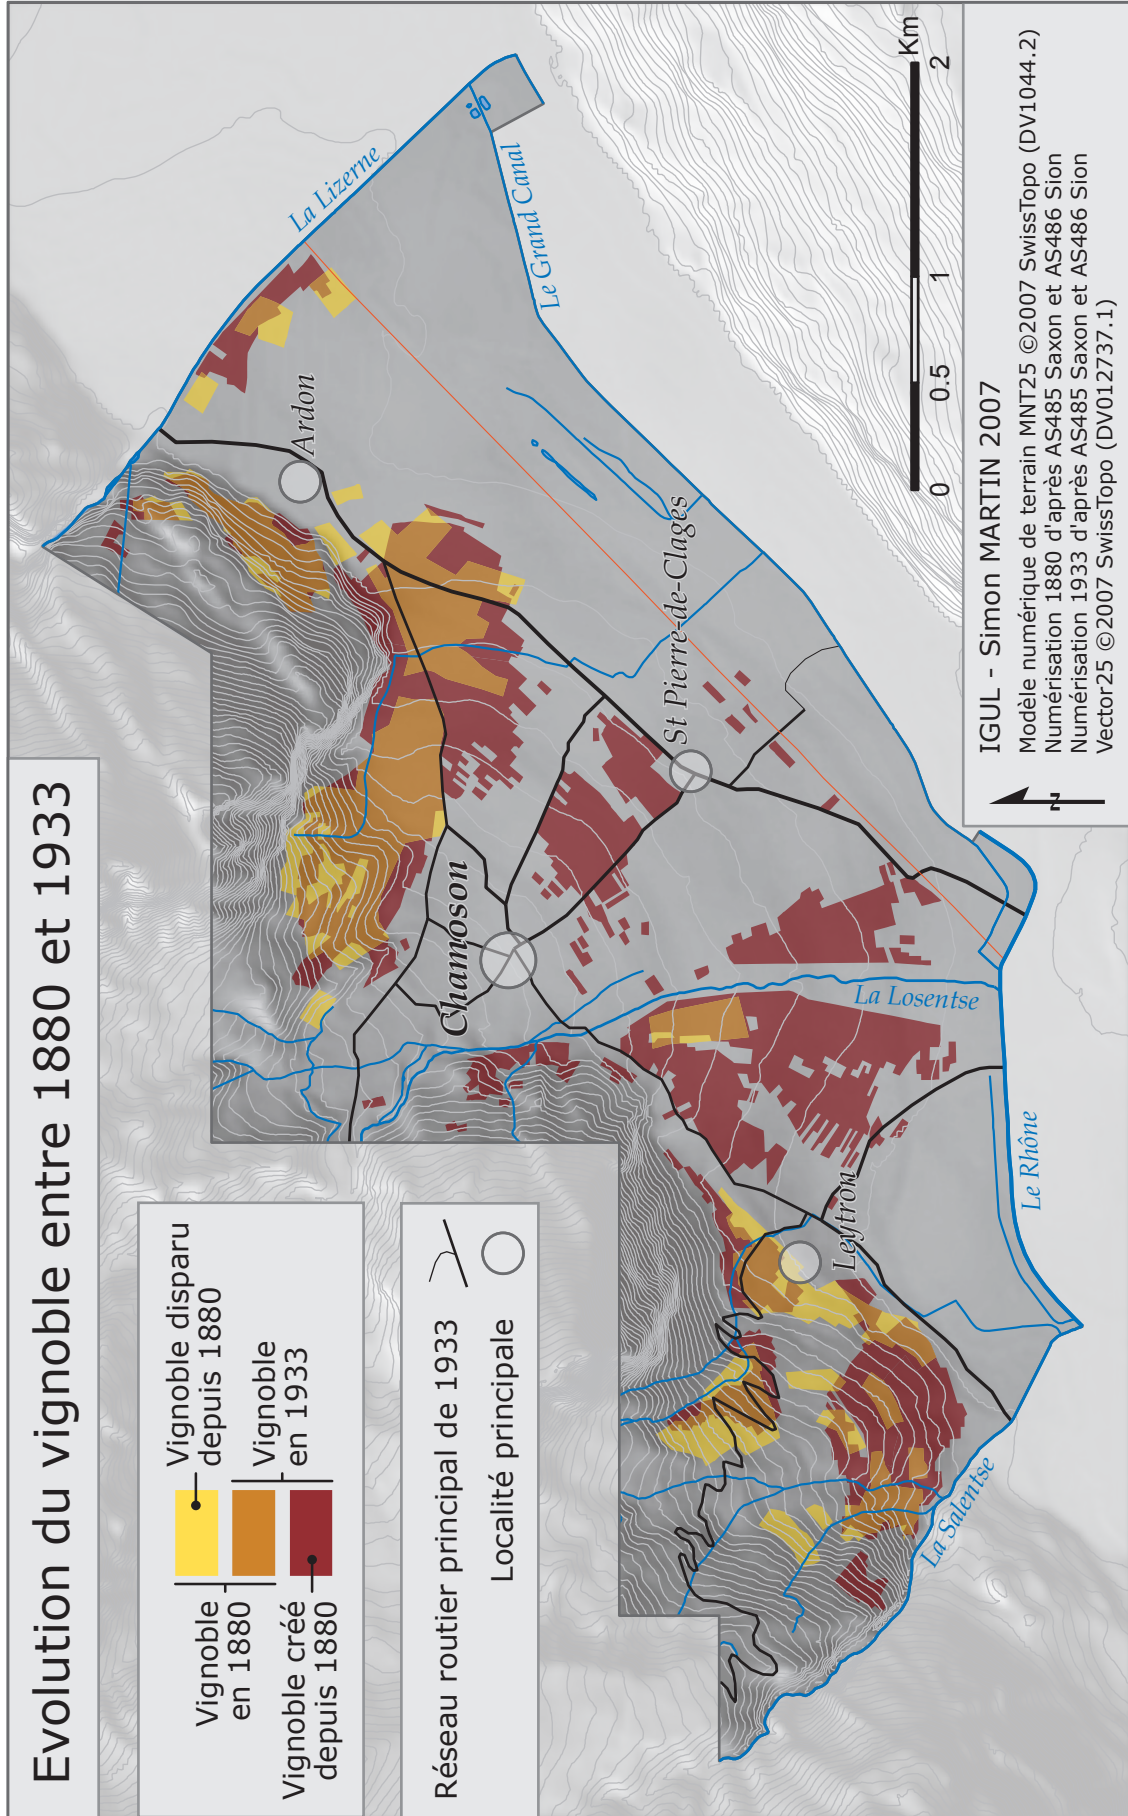 Evolution du vignoble entre 1880 et 1933
Vignoble disparu
depuis 1880
Vignoble
en 1880
Vignoble
en 1933
Vignoble créé
depuis 1880
Réseau routier principal de 1933
Localité principale
La Lizerne
Le Grand Canal
Ardon
St Pierre-de-Clages
Chamoson
La Losentse
Leytron
Le Rhône
La Salentse
0 0.5 1 2
Km
N
IGUL - Simon MARTIN 2007
Modèle numérique de terrain MNT25 ©2007 SwissTopo (DV1044.2)
Numérisation 1880 d'après AS485 Saxon et AS486 Sion
Numérisation 1933 d'après AS485 Saxon et AS486 Sion
Vector25 ©2007 SwissTopo (DV012737.1)